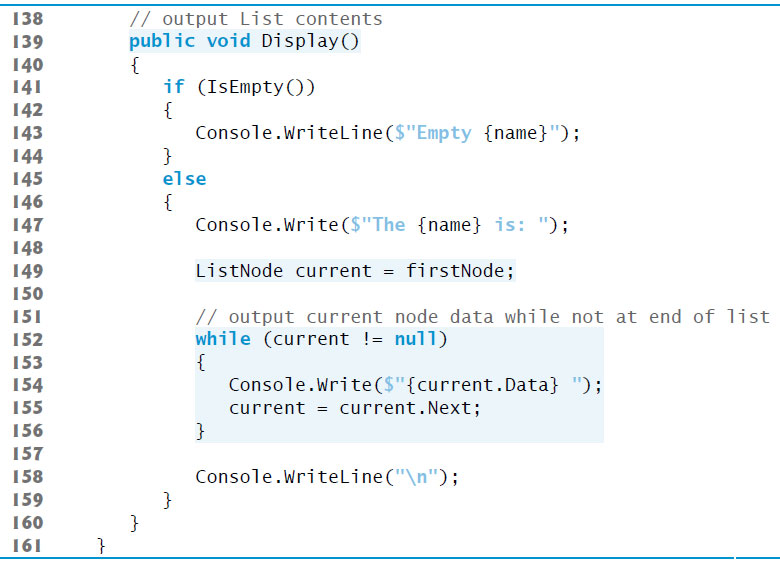 138 // output List contents
139 public void Display()
140 {
141 if (IsEmpty())
142 {
143 Console.WriteLine($"Empty {name}");
144 }
145 else
146 {
147 Console.Write($"The {name} is: ");
148
149 ListNode current = firstNode;
150
151 // output current node data while not at end of list
152 while (current != null)
153 {
154 Console.Write($"{current.Data} ");
155 current = current.Next;
156 }
157
158 Console.WriteLine("\n");
159 }
160 }
161 }